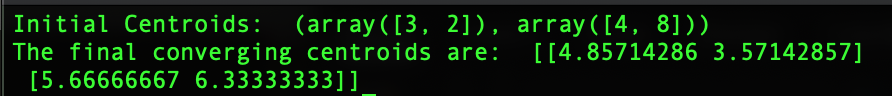 Initial Centroids:  (array([3, 2]), array([4, 8]))
The final converging centroids are:  [[4.85714286 3.57142857]
 [5.66666667 6.33333333]]_